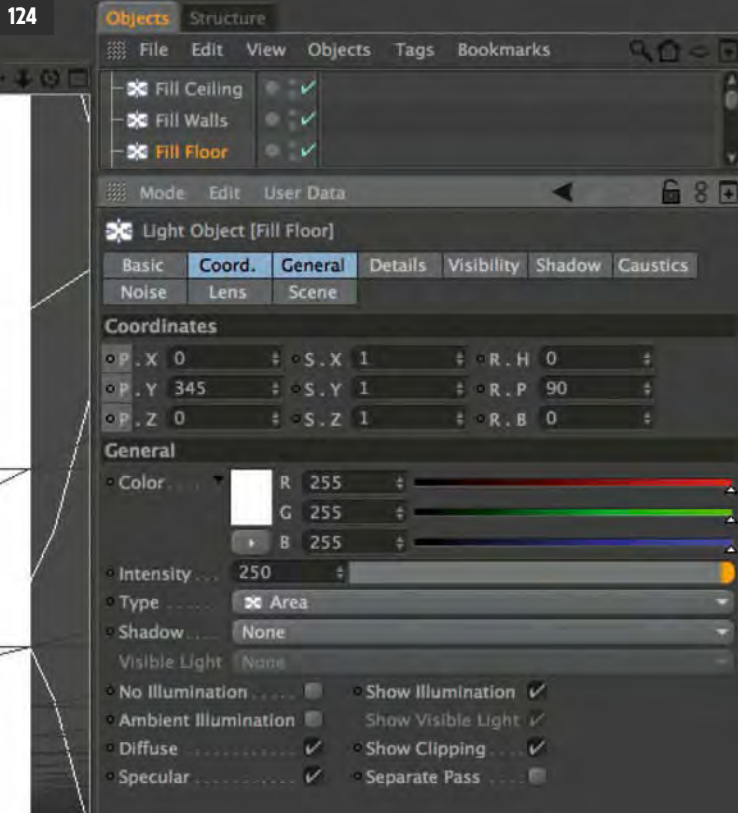 124
Objects Structure
File Edit View Objects Tags Bookmarks
Fill Ceiling
Fill Walls
Fill Floor
Mode Edit User Data
Light Object [Fill Floor]
Basic Coord. General Details Visibility Shadow Caustics
Noise Lens Scene
Coordinates
P . X 0 S . X 1 R . H 0
P . Y 345 S . Y 1 R . P 90
P . Z 0 S . Z 1 R . B 0
General
Color . . . . R 255
G 255
B 255
Intensity . . . 250
Type . . . . . . Area
Shadow . . . . None
Visible Light None
No Illumination . . . . . Show Illumination
Ambient Illumination Show Visible Light
Diffuse . . . . . . . . . . . . Show Clipping . . . .
Specular . . . . . . . . . . . Separate Pass . . . .